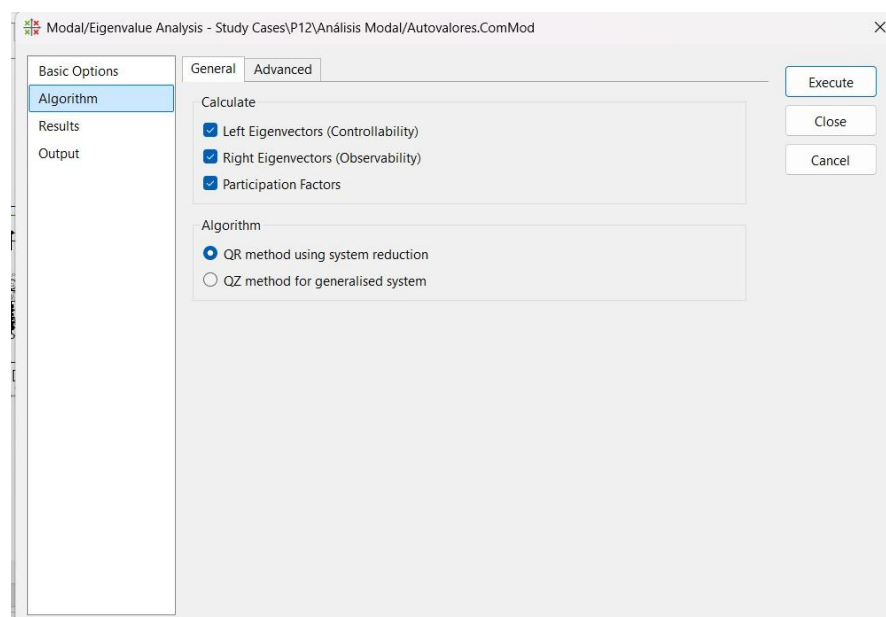 Modal/Eigenvalue Analysis - Study Cases\P12\Análisis Modal/Autovalores.ComMod
Basic Options
Algorithm
Results
Output
General Advanced
Calculate
Left Eigenvectors (Controllability)
Right Eigenvectors (Observability)
Participation Factors
Algorithm
QR method using system reduction
QZ method for generalised system
Execute
Close
Cancel